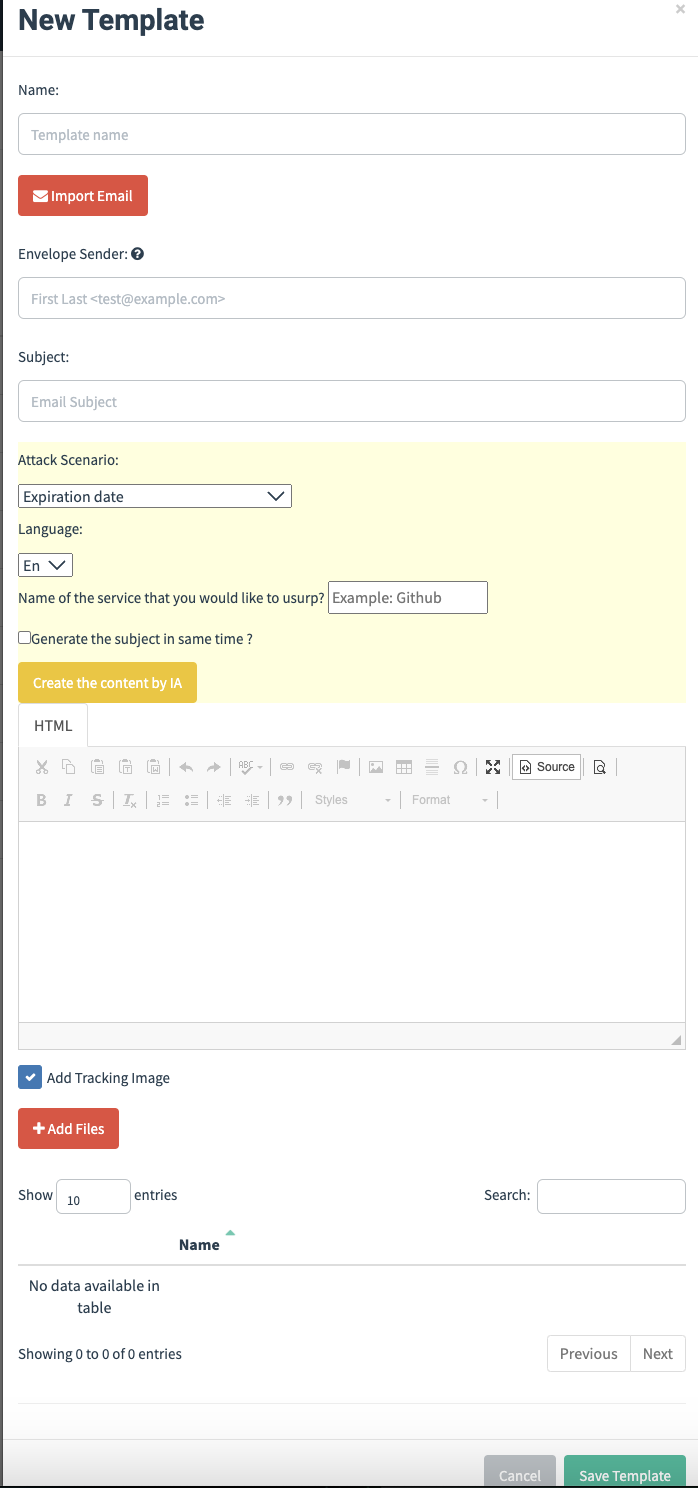 New Template
×
Name:
Template name
Import Email
Envelope Sender: ?
First Last <test@example.com>
Subject:
Email Subject
Attack Scenario:
Expiration date
Language:
En
Name of the service that you would like to usurp? Example: Github
Generate the subject in same time ?
Create the content by IA
HTML
ABC Ω Source
B I S Tx Styles Format
Add Tracking Image
+ Add Files
Show 10 entries Search:
Name
No data available in
table
Showing 0 to 0 of 0 entries Previous Next
Cancel Save Template